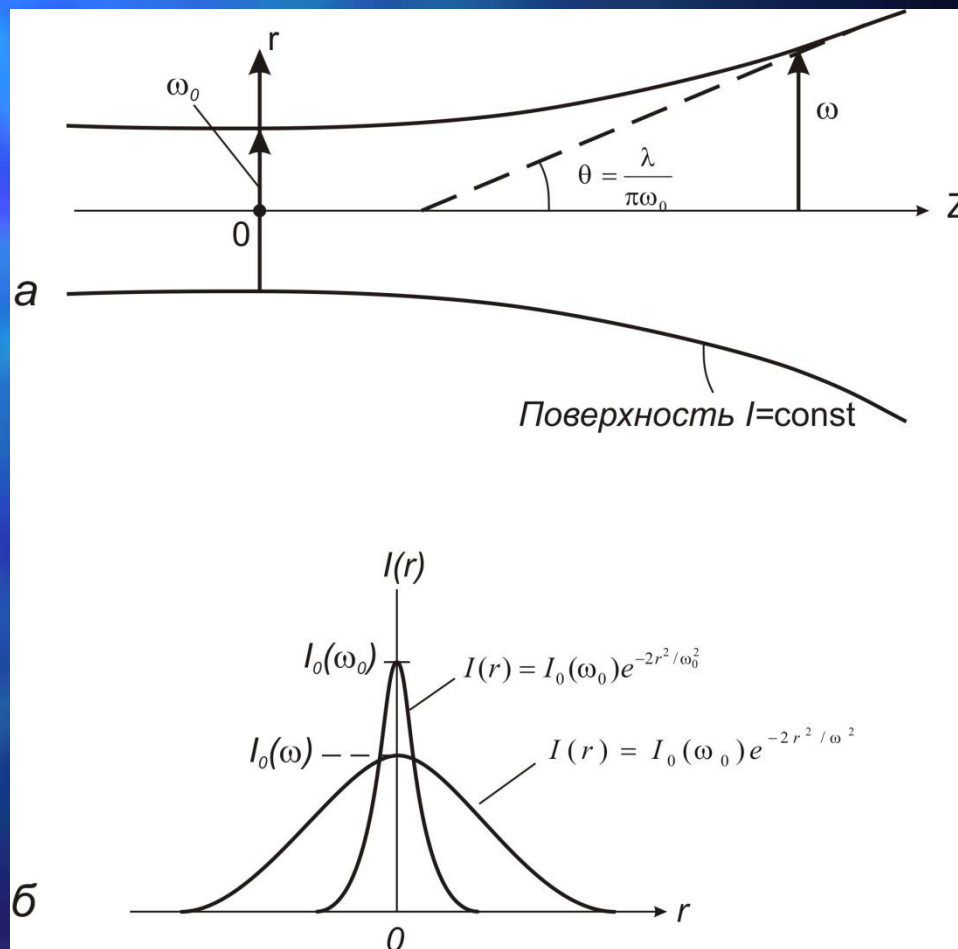 r
ω₀
ω
θ = λ/πω₀
Z
0
а
Поверхность I=const
I(r)
I₀(ω₀)
I(r) = I₀(ω₀)e^{-2r²/ω₀²}
I₀(ω)
I(r) = I₀(ω₀)e^{-2r²/ω²}
б
r
0